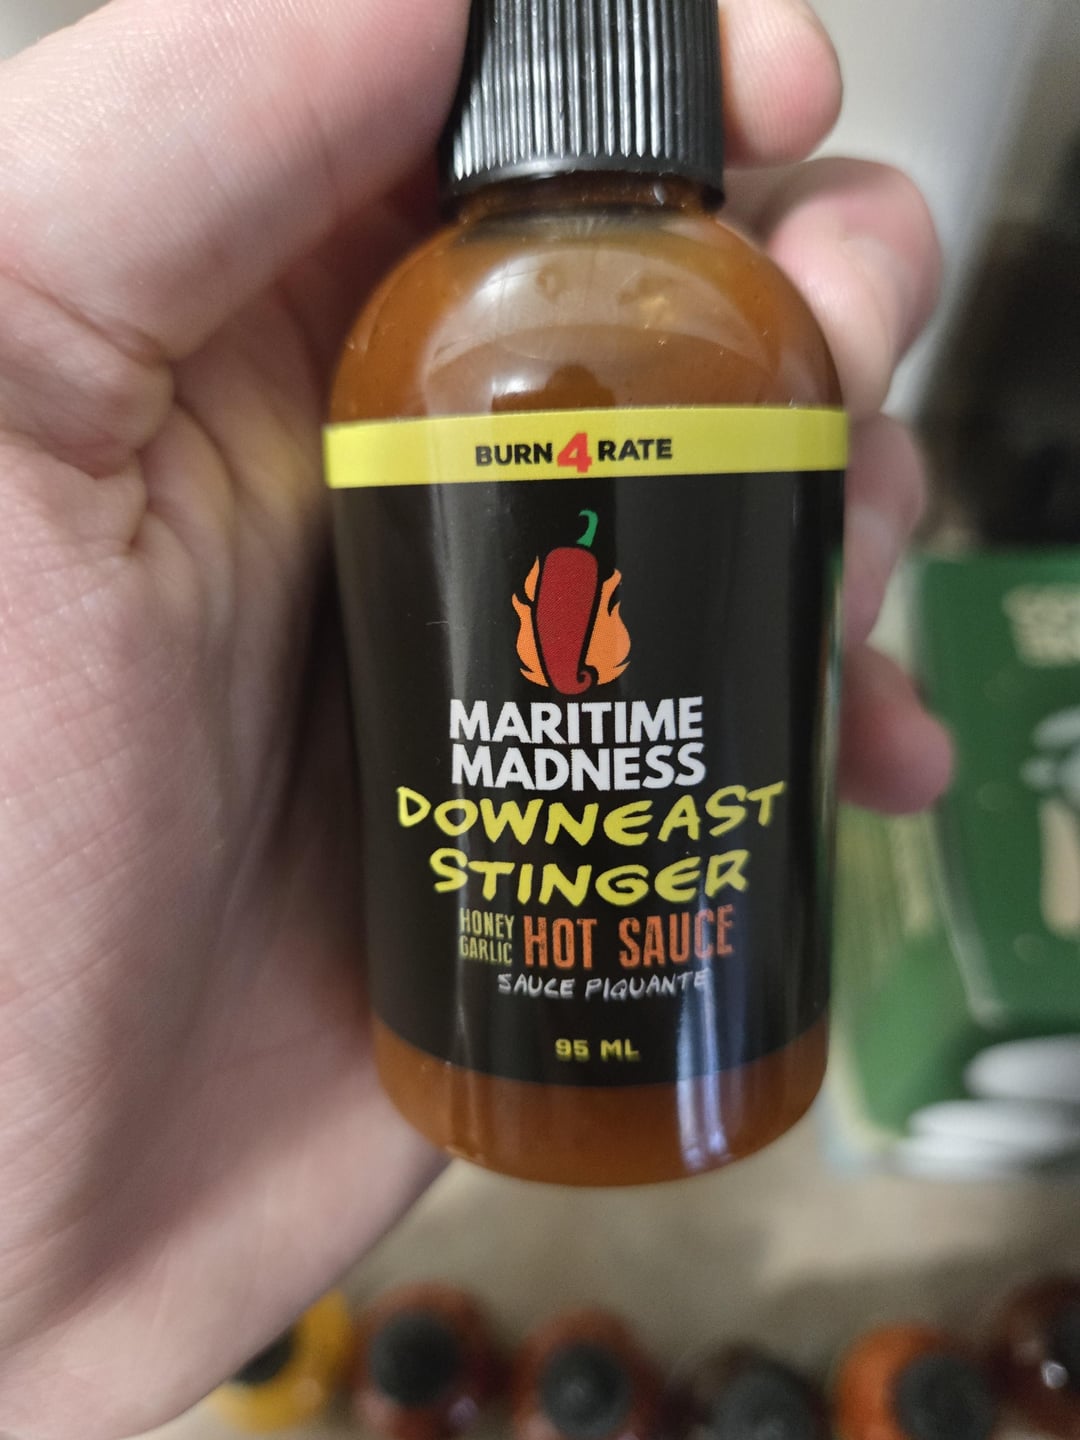 BURN 4 RATE
MARITIME
MADNESS
DOWNEAST
STINGER
HONEY
GARLIC
HOT SAUCE
SAUCE PIQUANTE
95 ML